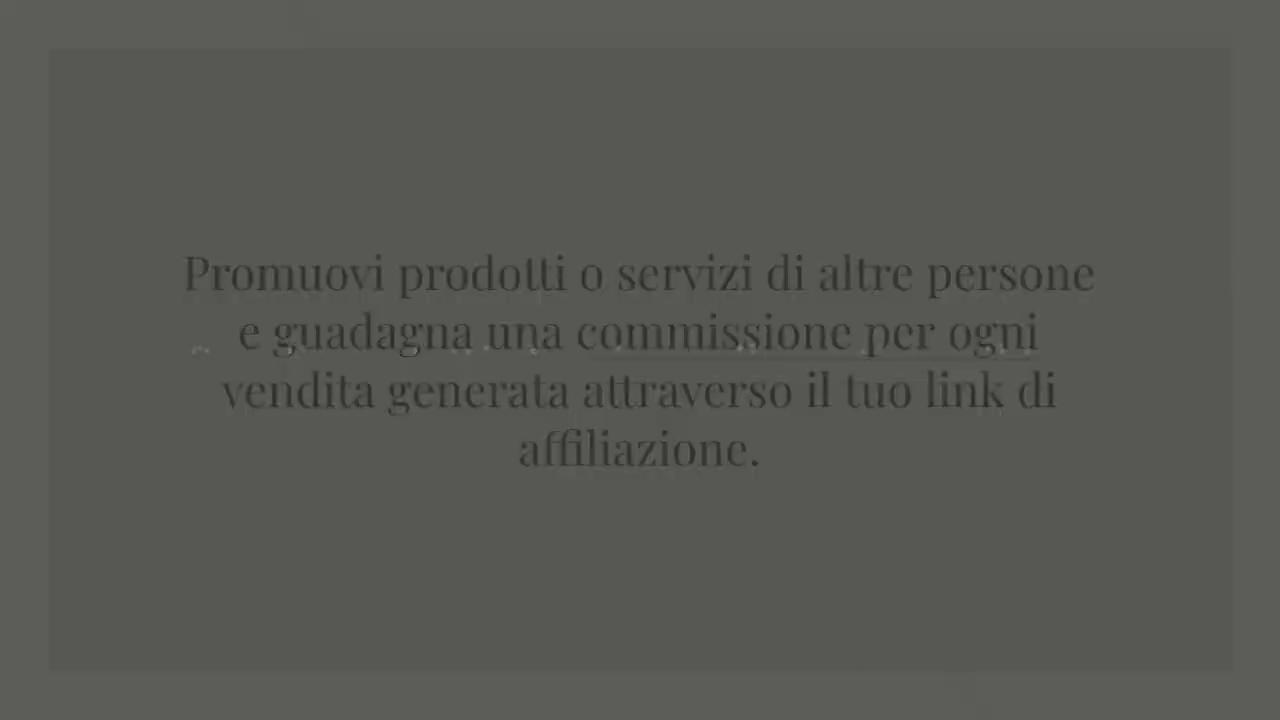 Promuovi prodotti o servizi di altre persone
e guadagna una commissione per ogni
vendita generata attraverso il tuo link di
affiliazione.